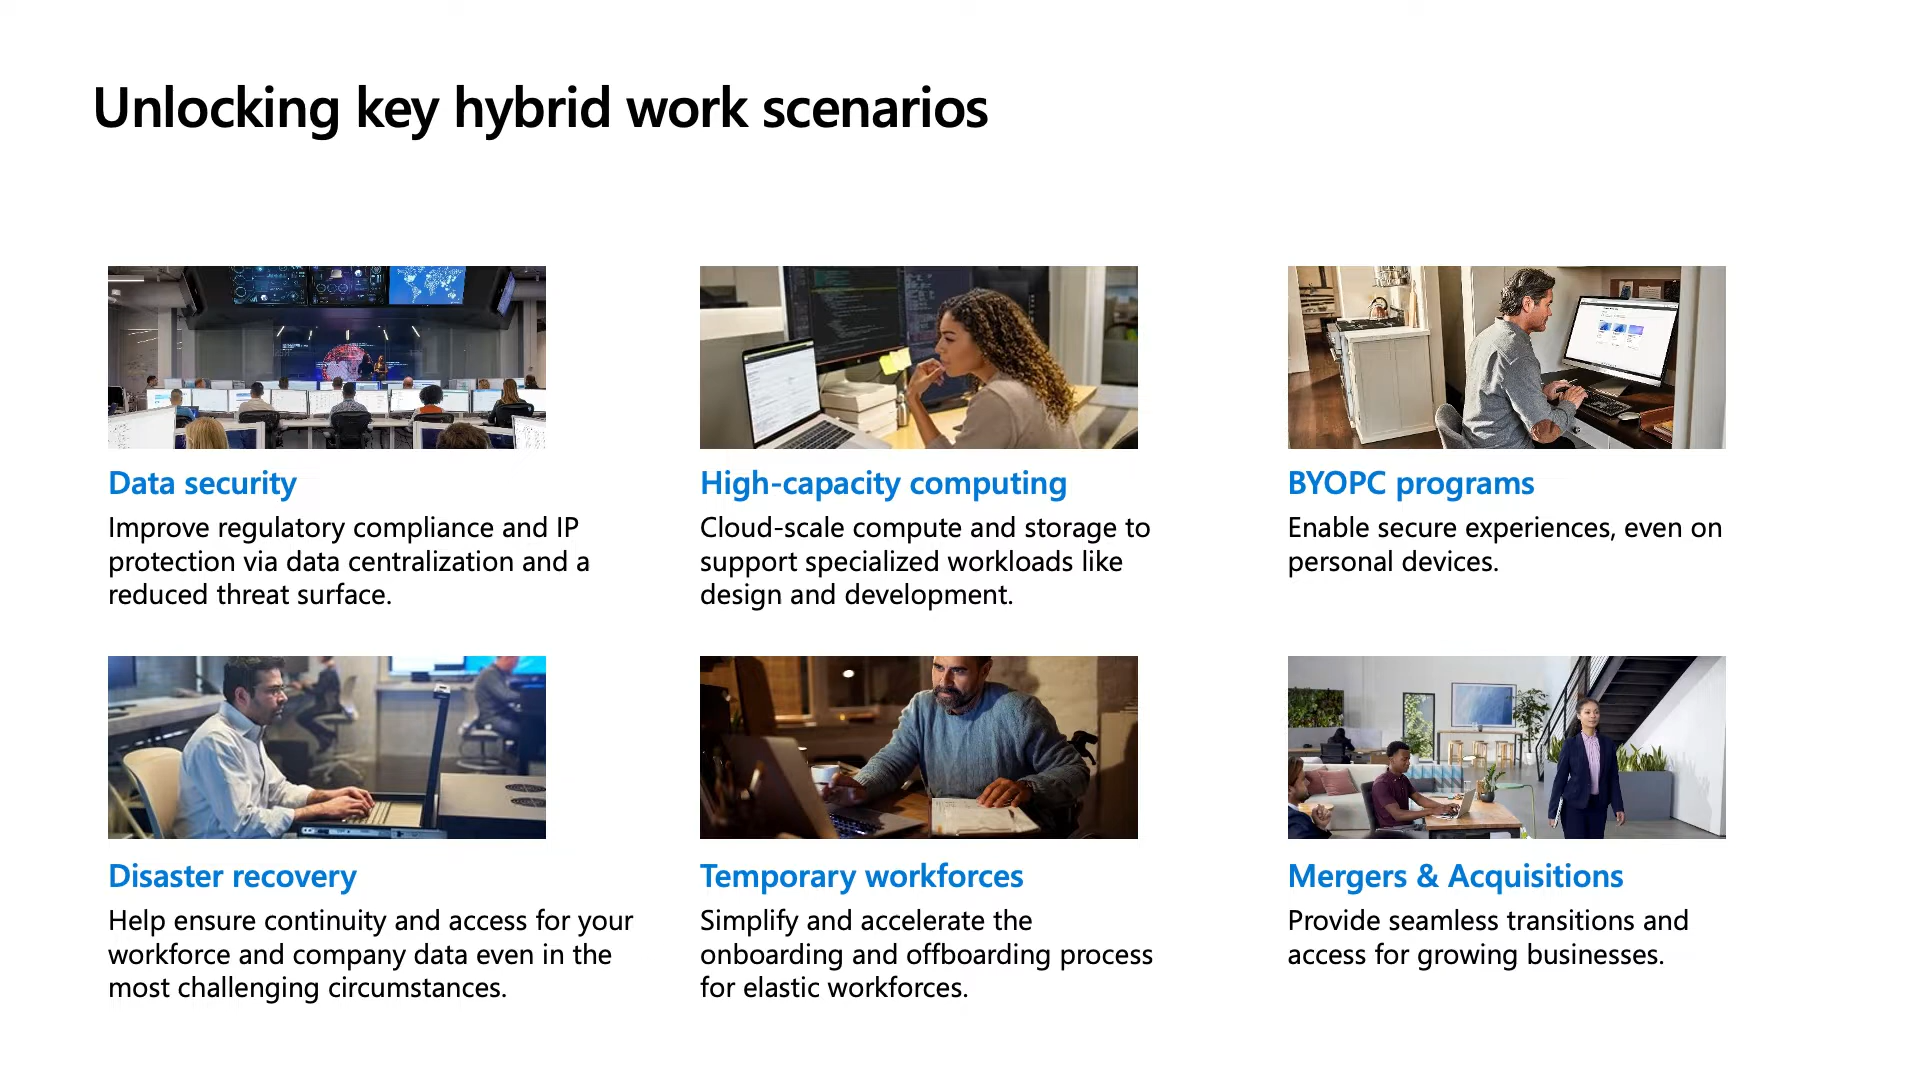 Unlocking key hybrid work scenarios
Data security
Improve regulatory compliance and IP
protection via data centralization and a
reduced threat surface.
High-capacity computing
Cloud-scale compute and storage to
support specialized workloads like
design and development.
BYOPC programs
Enable secure experiences, even on
personal devices.
Disaster recovery
Help ensure continuity and access for your
workforce and company data even in the
most challenging circumstances.
Temporary workforces
Simplify and accelerate the
onboarding and offboarding process
for elastic workforces.
Mergers & Acquisitions
Provide seamless transitions and
access for growing businesses.